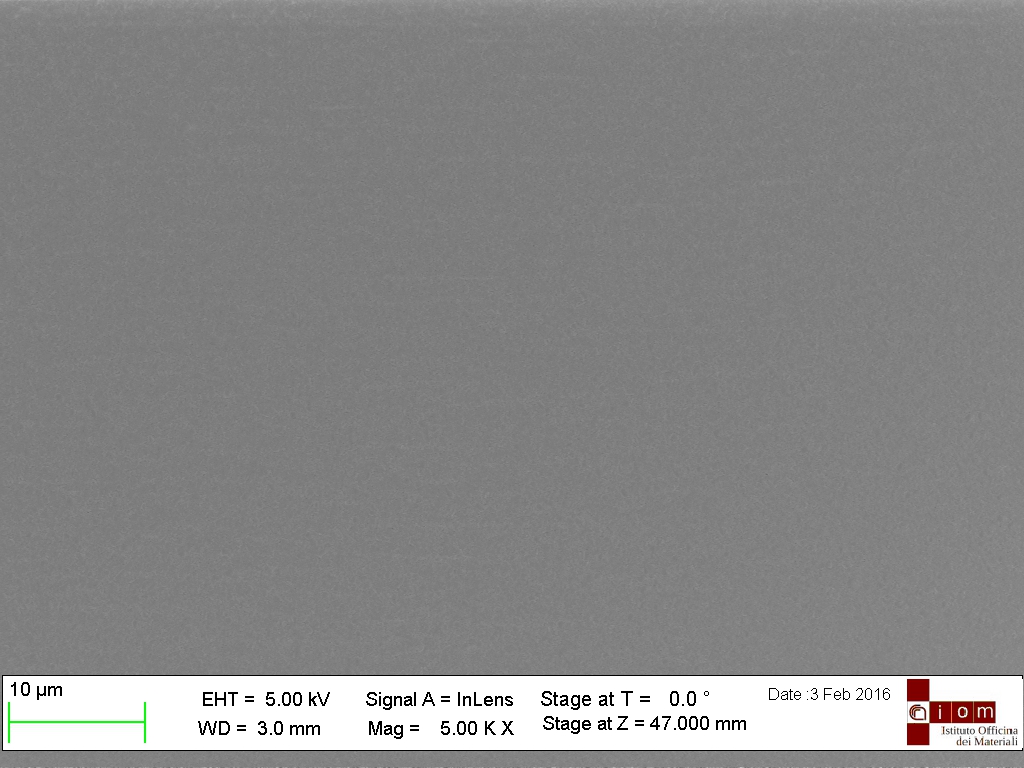 10 µm
EHT = 5.00 kV
WD = 3.0 mm
Signal A = InLens
Mag = 5.00 K X
Stage at T = 0.0 °
Stage at Z = 47.000 mm
Date :3 Feb 2016
iom
Istituto Officina
dei Materiali